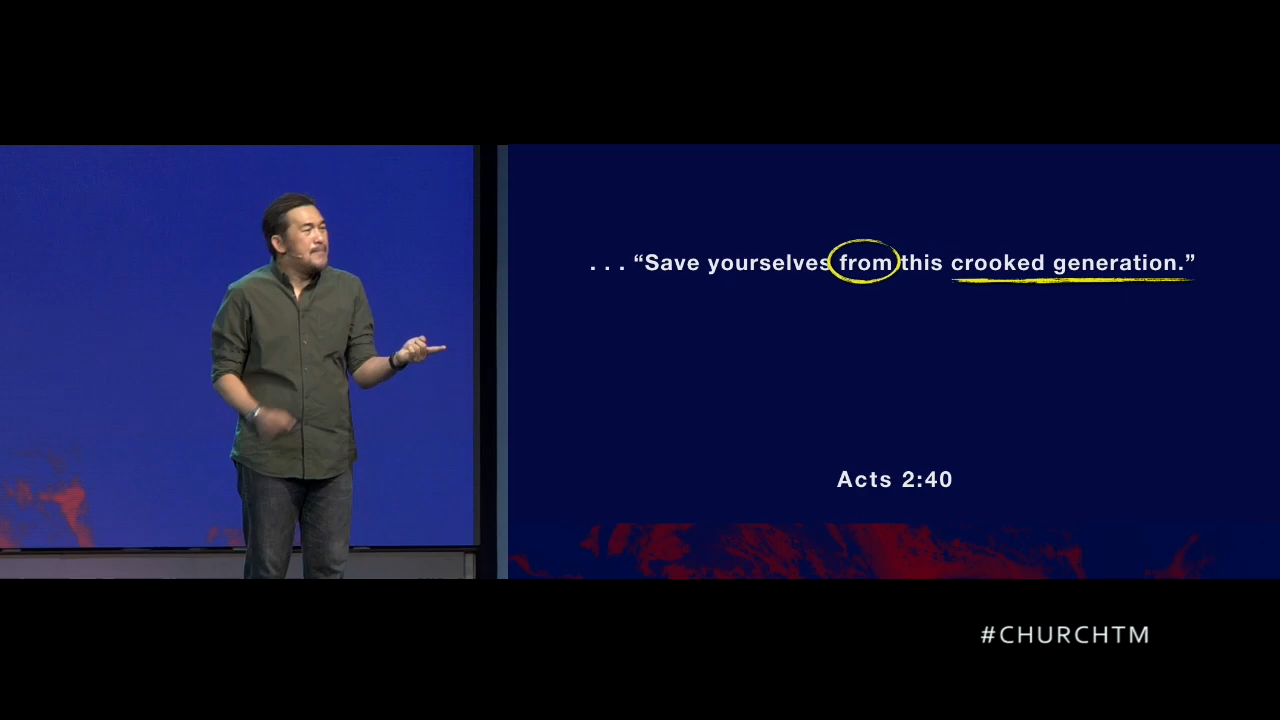 . . . “Save yourselves from this crooked generation.”
Acts 2:40
#CHURCHTM